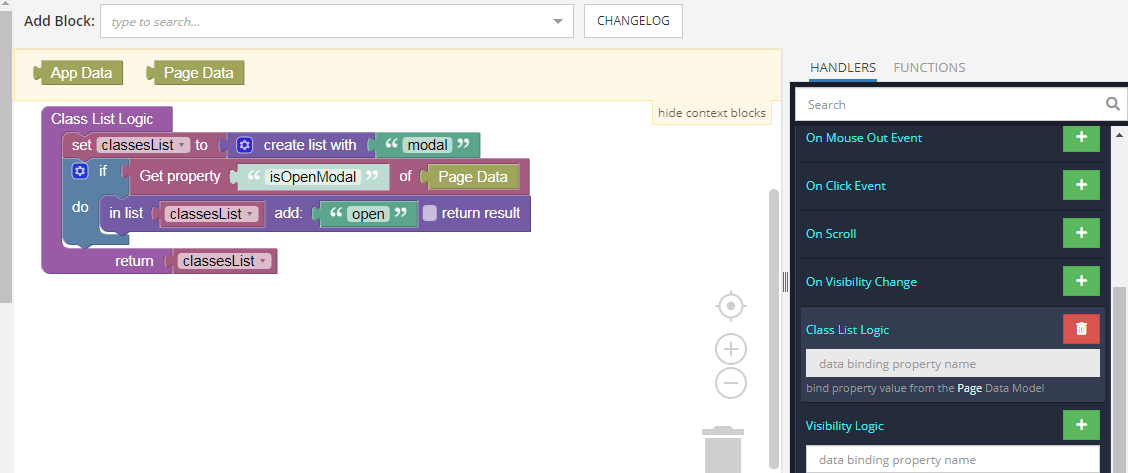 Add Block: type to search... CHANGELOG
App Data Page Data
hide context blocks
Class List Logic
set classesList to create list with “ modal ”
if Get property “ isOpenModal ” of Page Data
do in list classesList add: “ open ” return result
return classesList
HANDLERS FUNCTIONS
Search
On Mouse Out Event
On Click Event
On Scroll
On Visibility Change
Class List Logic
data binding property name
bind property value from the Page Data Model
Visibility Logic
data binding property name